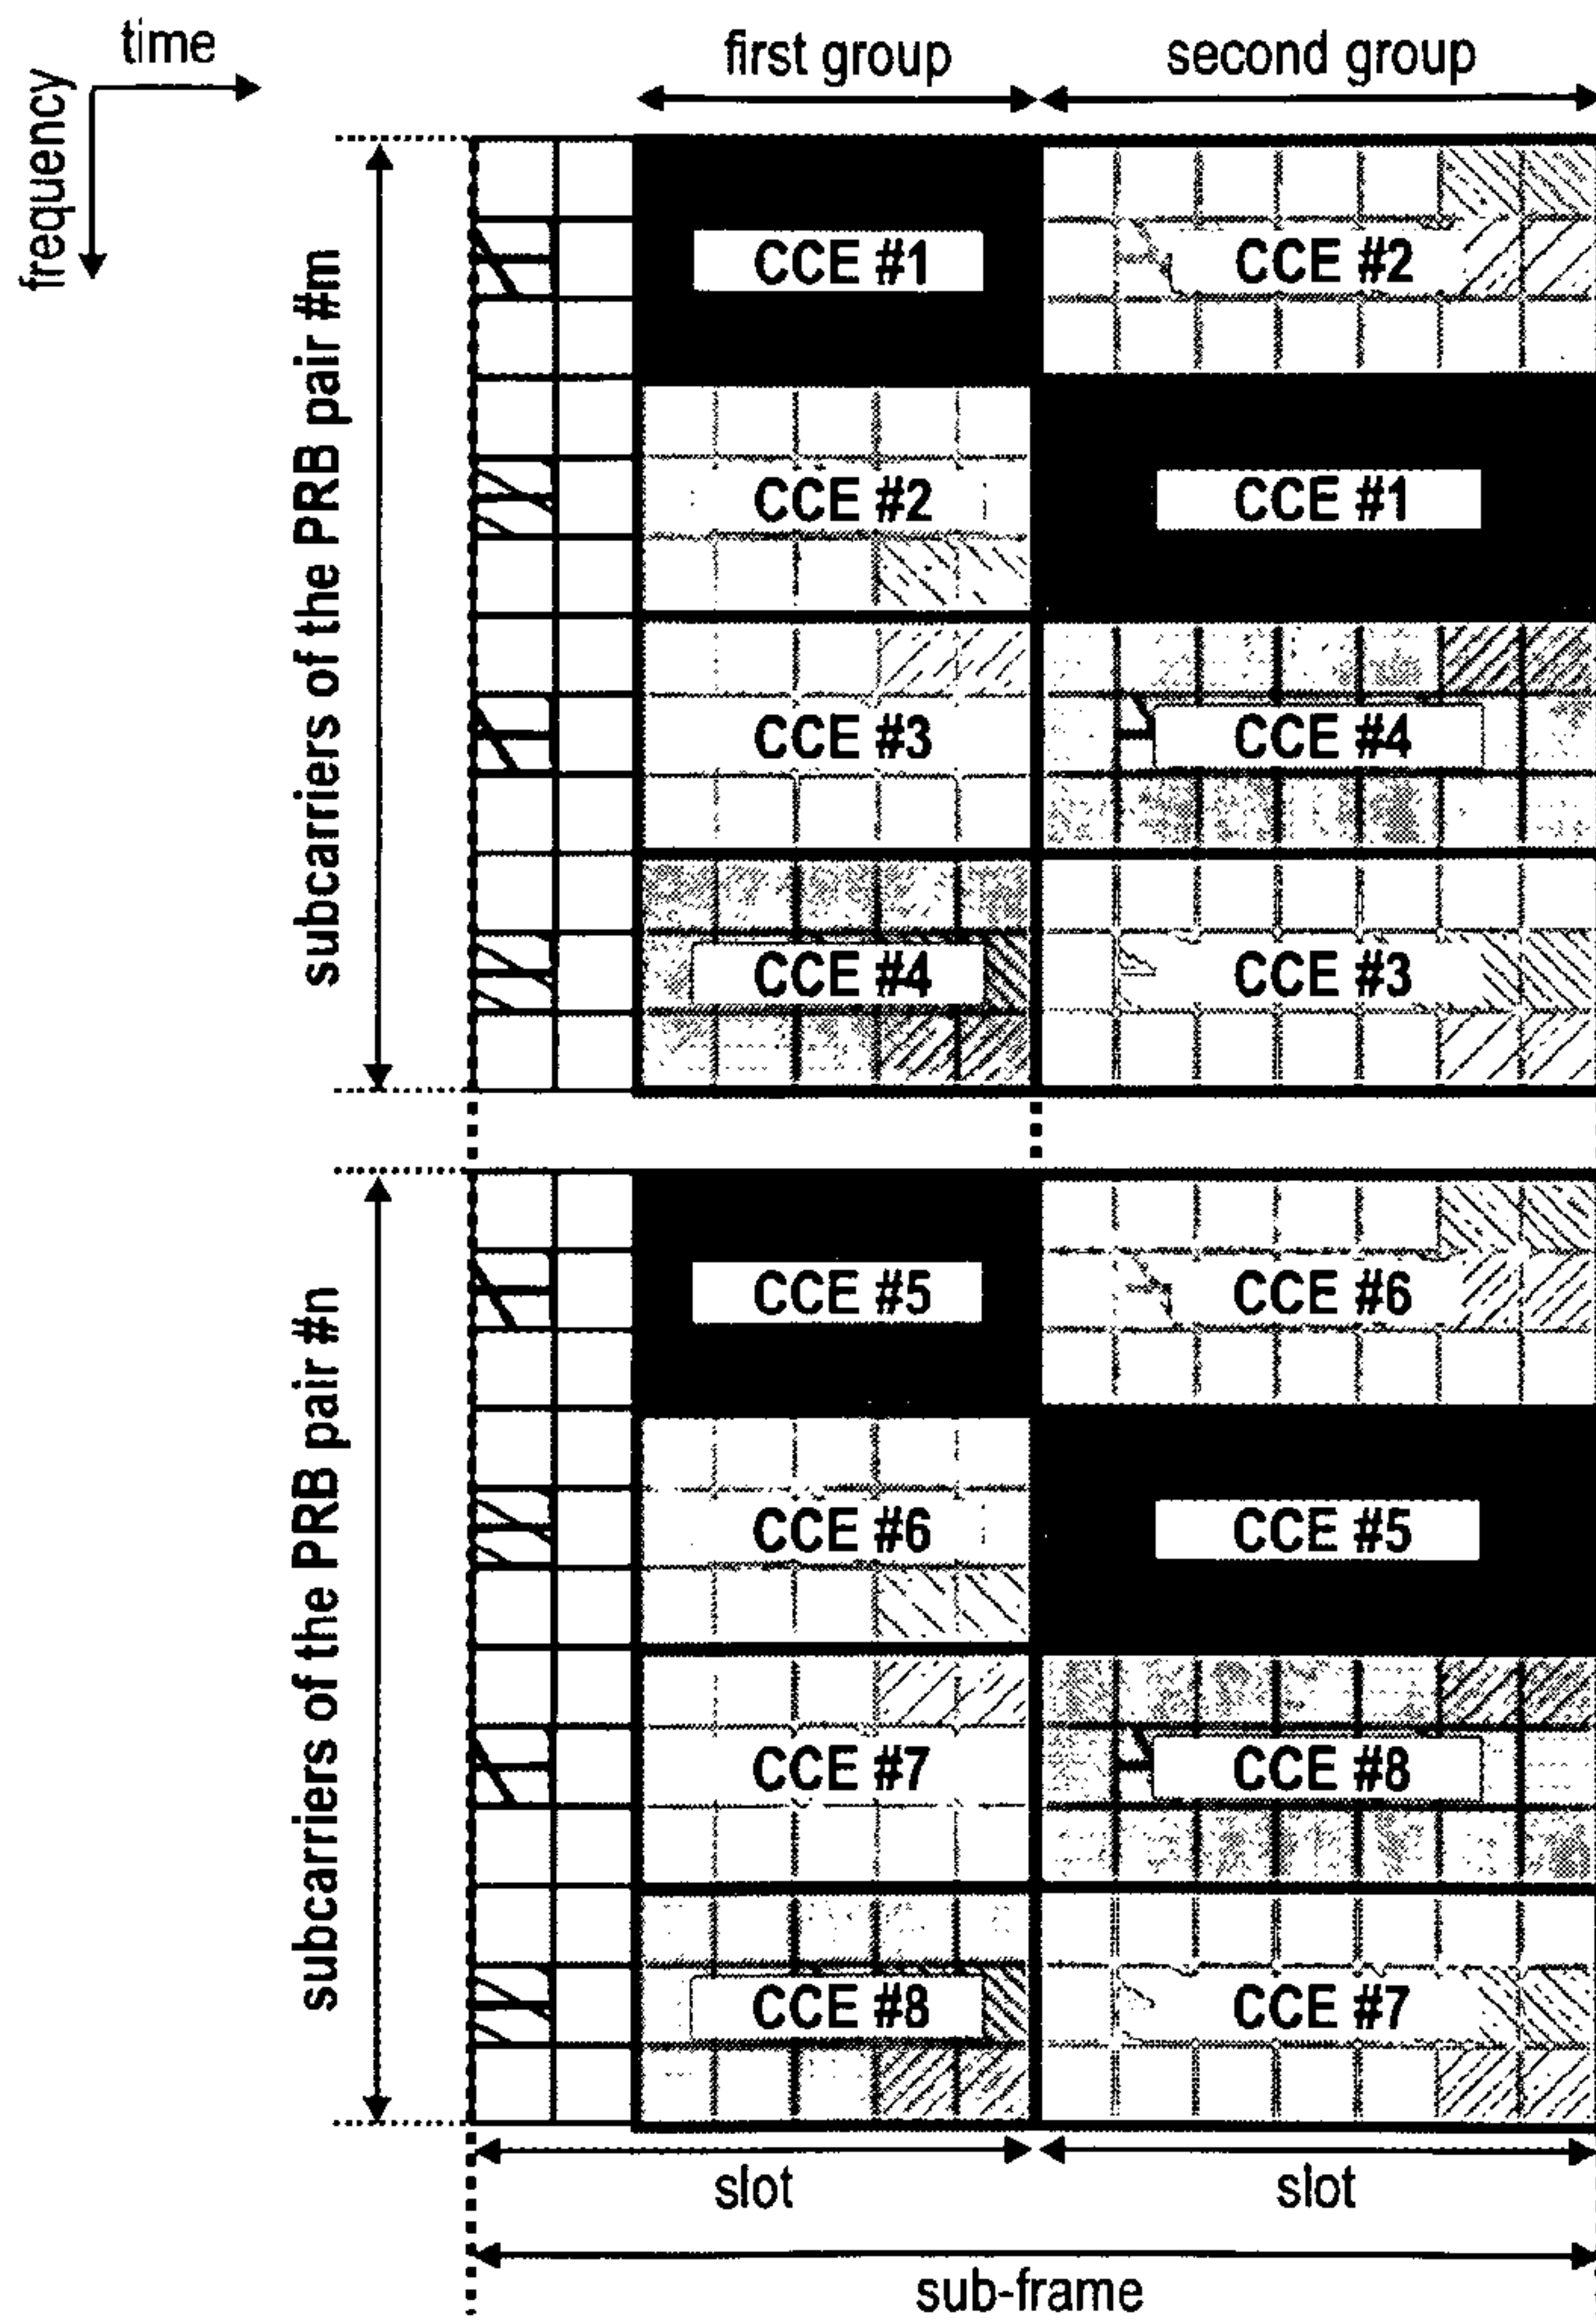 time
first group
second group
frequency
subcarriers of the PRB pair #m
CCE #1
CCE #2
CCE #2
CCE #1
CCE #3
CCE #4
CCE #4
CCE #3
subcarriers of the PRB pair #n
CCE #5
CCE #6
CCE #6
CCE #5
CCE #7
CCE #8
CCE #8
CCE #7
slot
slot
sub-frame